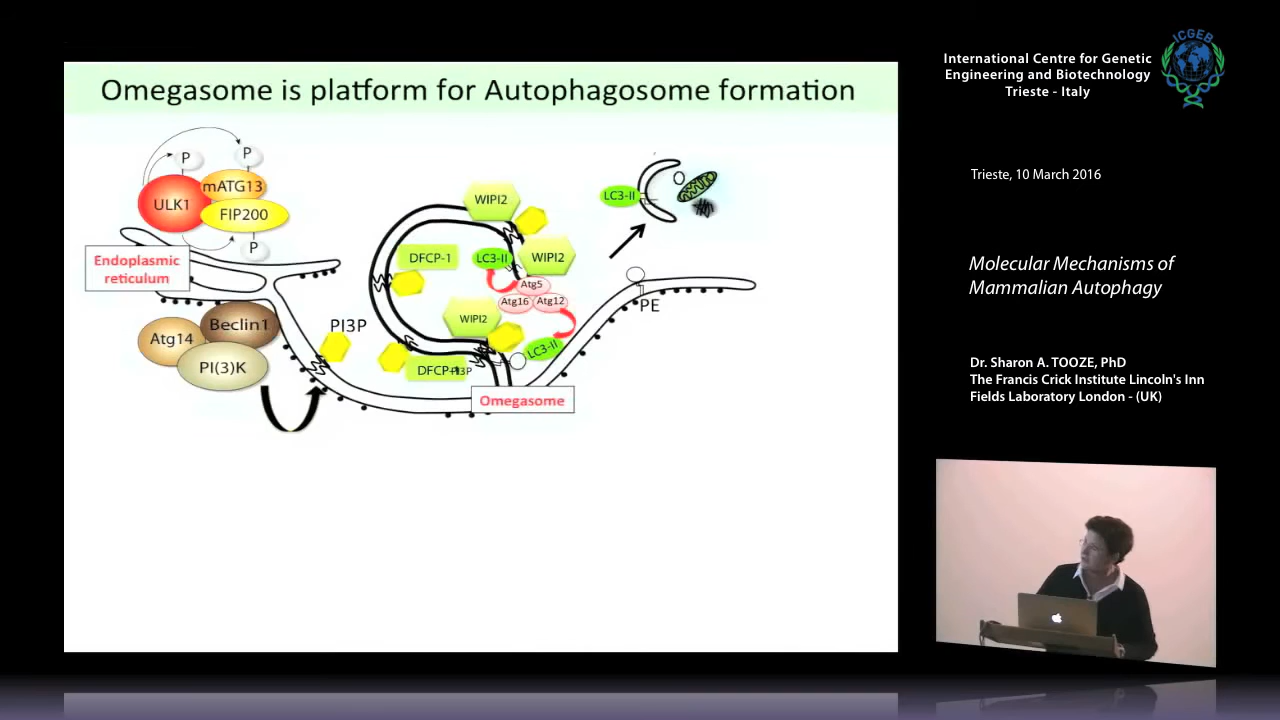 Omegasome is platform for Autophagosome formation
P
P
ULK1
mATG13
FIP200
P
Endoplasmic
reticulum
Beclin1
Atg14
PI(3)K
PI3P
WIPI2
DFCP-1
LC3-II
WIPI2
Atg5
Atg16
Atg12
WIPI2
LC3-II
DFCP-1
PI3P
Omegasome
LC3-II
PE
International Centre for Genetic
Engineering and Biotechnology
Trieste - Italy
ICGEB
Trieste, 10 March 2016
Molecular Mechanisms of
Mammalian Autophagy
Dr. Sharon A. TOOZE, PhD
The Francis Crick Institute Lincoln's Inn
Fields Laboratory London - (UK)